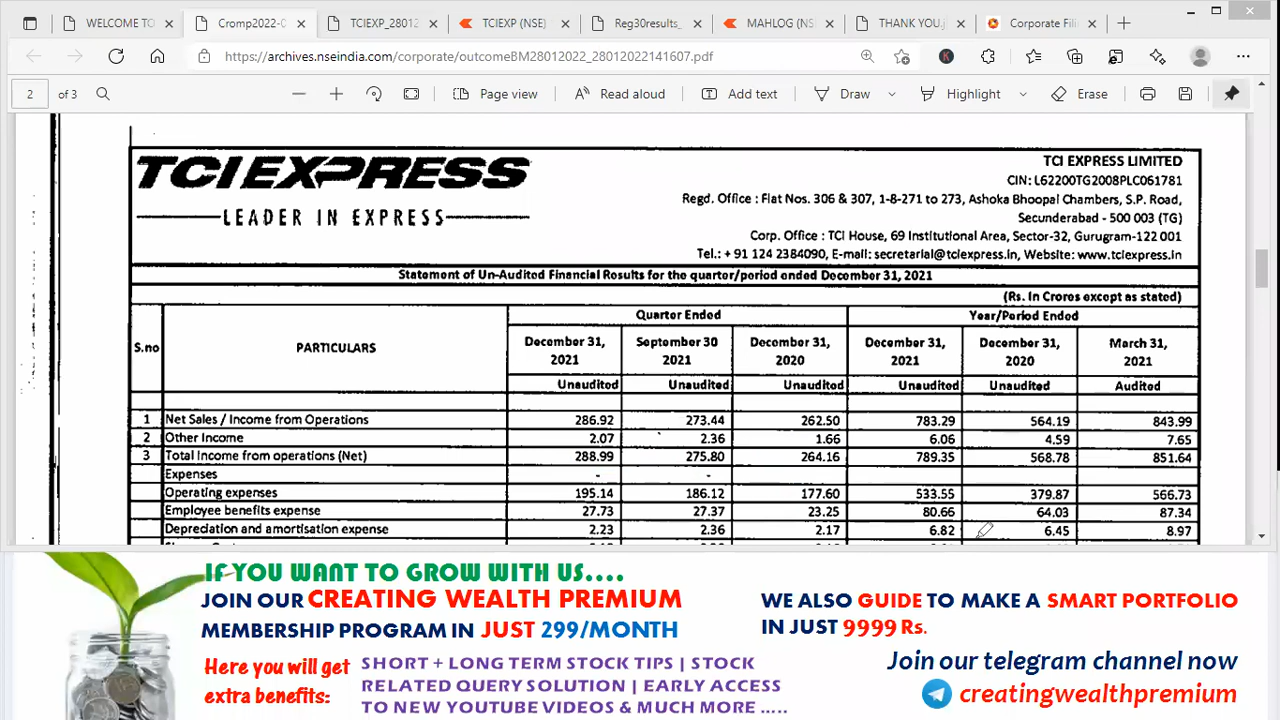 WELCOME TO
Cromp2022-0
TCIEXP_28012
TCIEXP (NSE)
Reg30results_
MAHLOG (NS
THANK YOU.j
Corporate Fili
https://archives.nseindia.com/corporate/outcomeBM28012022_28012022141607.pdf
2 of 3
Page view
Read aloud
Add text
Draw
Highlight
Erase
TCIEXPRESS
LEADER IN EXPRESS
TCI EXPRESS LIMITED
CIN: L62200TG2008PLC061781
Regd. Office : Flat Nos. 306 & 307, 1-8-271 to 273, Ashoka Bhoopal Chambers, S.P. Road,
Secunderabad - 500 003 (TG)
Corp. Office : TCI House, 69 Institutional Area, Sector-32, Gurugram-122 001
Tel.: + 91 124 2384090, E-mail: secretarial@tciexpress.in, Website: www.tciexpress.in
Statement of Un-Audited Financial Results for the quarter/period ended December 31, 2021
(Rs. In Crores except as stated)
Quarter Ended Year/Period Ended
S.no PARTICULARS December 31, 2021 September 30 2021 December 31, 2020 December 31, 2021 December 31, 2020 March 31, 2021
Unaudited Unaudited Unaudited Unaudited Unaudited Audited
1 Net Sales / Income from Operations 286.92 273.44 262.50 783.29 564.19 843.99
2 Other Income 2.07 2.36 1.66 6.06 4.59 7.65
3 Total Income from operations (Net) 288.99 275.80 264.16 789.35 568.78 851.64
Expenses - -
Operating expenses 195.14 186.12 177.60 533.55 379.87 566.73
Employee benefits expense 27.73 27.37 23.25 80.66 64.03 87.34
Depreciation and amortisation expense 2.23 2.36 2.17 6.82 6.45 8.97
IF YOU WANT TO GROW WITH US....
JOIN OUR CREATING WEALTH PREMIUM
MEMBERSHIP PROGRAM IN JUST 299/MONTH
Here you will get
extra benefits:
SHORT + LONG TERM STOCK TIPS | STOCK
RELATED QUERY SOLUTION | EARLY ACCESS
TO NEW YOUTUBE VIDEOS & MUCH MORE .....
WE ALSO GUIDE TO MAKE A SMART PORTFOLIO
IN JUST 9999 Rs.
Join our telegram channel now
creatingwealthpremium